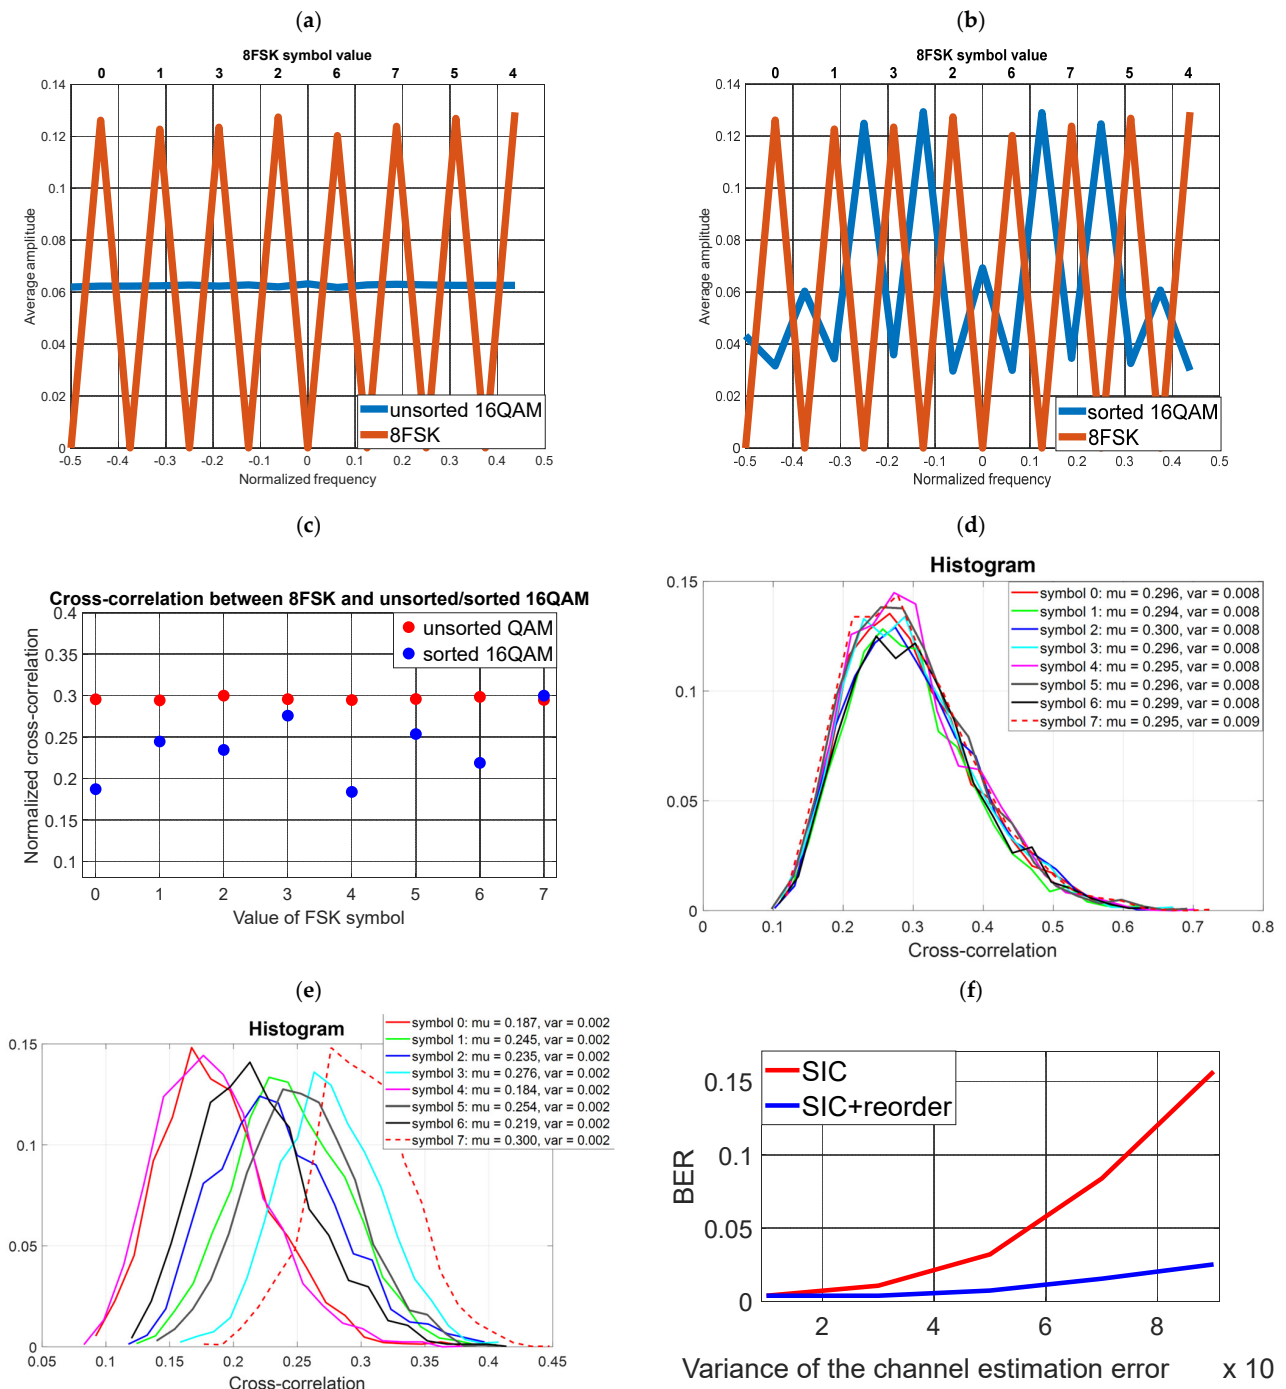 (a)
8FSK symbol value
0 1 3 2 6 7 5 4
0.14
0.12
0.1
0.08
0.06
0.04
0.02
0
Average amplitude
unsorted 16QAM
8FSK
-0.5 -0.4 -0.3 -0.2 -0.1 0 0.1 0.2 0.3 0.4 0.5
Normalized frequency
(b)
8FSK symbol value
0 1 3 2 6 7 5 4
0.14
0.12
0.1
0.08
0.06
0.04
0.02
0
Average amplitude
sorted 16QAM
8FSK
-0.5 -0.4 -0.3 -0.2 -0.1 0 0.1 0.2 0.3 0.4 0.5
Normalized frequency
(c)
Cross-correlation between 8FSK and unsorted/sorted 16QAM
0.4
0.35
0.3
0.25
0.2
0.15
0.1
Normalized cross-correlation
unsorted QAM
sorted 16QAM
0 1 2 3 4 5 6 7
Value of FSK symbol
(d)
Histogram
0.15
0.1
0.05
0
symbol 0: mu = 0.296, var = 0.008
symbol 1: mu = 0.294, var = 0.008
symbol 2: mu = 0.300, var = 0.008
symbol 3: mu = 0.296, var = 0.008
symbol 4: mu = 0.295, var = 0.008
symbol 5: mu = 0.296, var = 0.008
symbol 6: mu = 0.299, var = 0.008
symbol 7: mu = 0.295, var = 0.009
0 0.1 0.2 0.3 0.4 0.5 0.6 0.7 0.8
Cross-correlation
(e)
Histogram
0.15
0.1
0.05
0
symbol 0: mu = 0.187, var = 0.002
symbol 1: mu = 0.245, var = 0.002
symbol 2: mu = 0.235, var = 0.002
symbol 3: mu = 0.276, var = 0.002
symbol 4: mu = 0.184, var = 0.002
symbol 5: mu = 0.254, var = 0.002
symbol 6: mu = 0.219, var = 0.002
symbol 7: mu = 0.300, var = 0.002
0.05 0.1 0.15 0.2 0.25 0.3 0.35 0.4 0.45
Cross-correlation
(f)
SIC
SIC+reorder
0.15
0.1
0.05
0
BER
2 4 6 8
Variance of the channel estimation error x 10